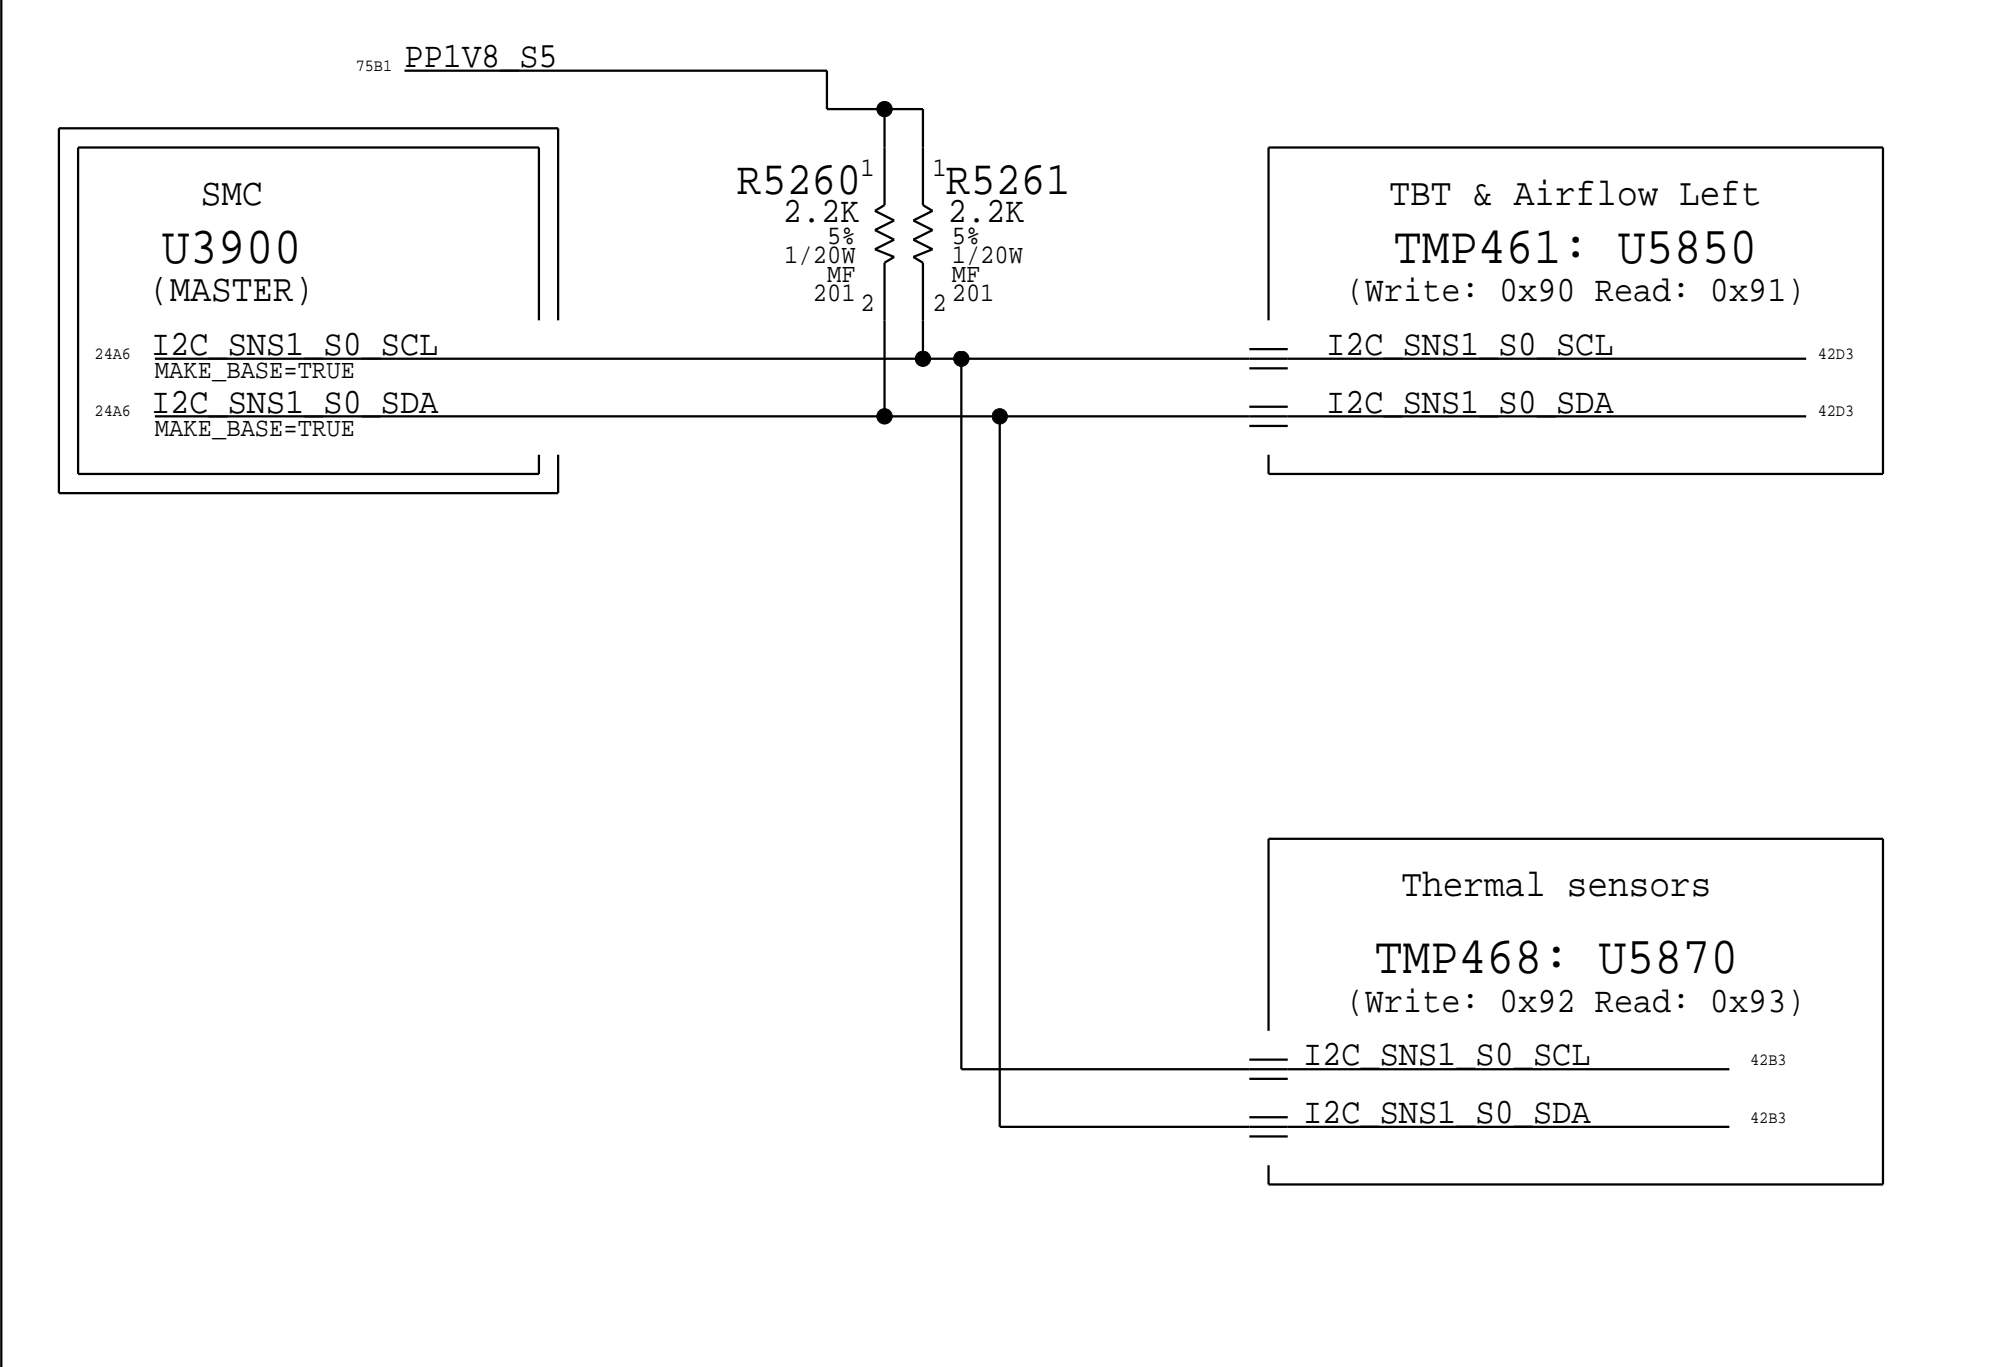 75B1 PP1V8_S5
SMC
U3900
(MASTER)
24A6 I2C_SNS1_S0_SCL
MAKE_BASE=TRUE
24A6 I2C_SNS1_S0_SDA
MAKE_BASE=TRUE
R5260 1
2.2K
5%
1/20W
MF
201 2
1 R5261
2.2K
5%
1/20W
MF
2 201
TBT & Airflow Left
TMP461: U5850
(Write: 0x90 Read: 0x91)
I2C_SNS1_S0_SCL 42D3
I2C_SNS1_S0_SDA 42D3
Thermal sensors
TMP468: U5870
(Write: 0x92 Read: 0x93)
I2C_SNS1_S0_SCL 42B3
I2C_SNS1_S0_SDA 42B3